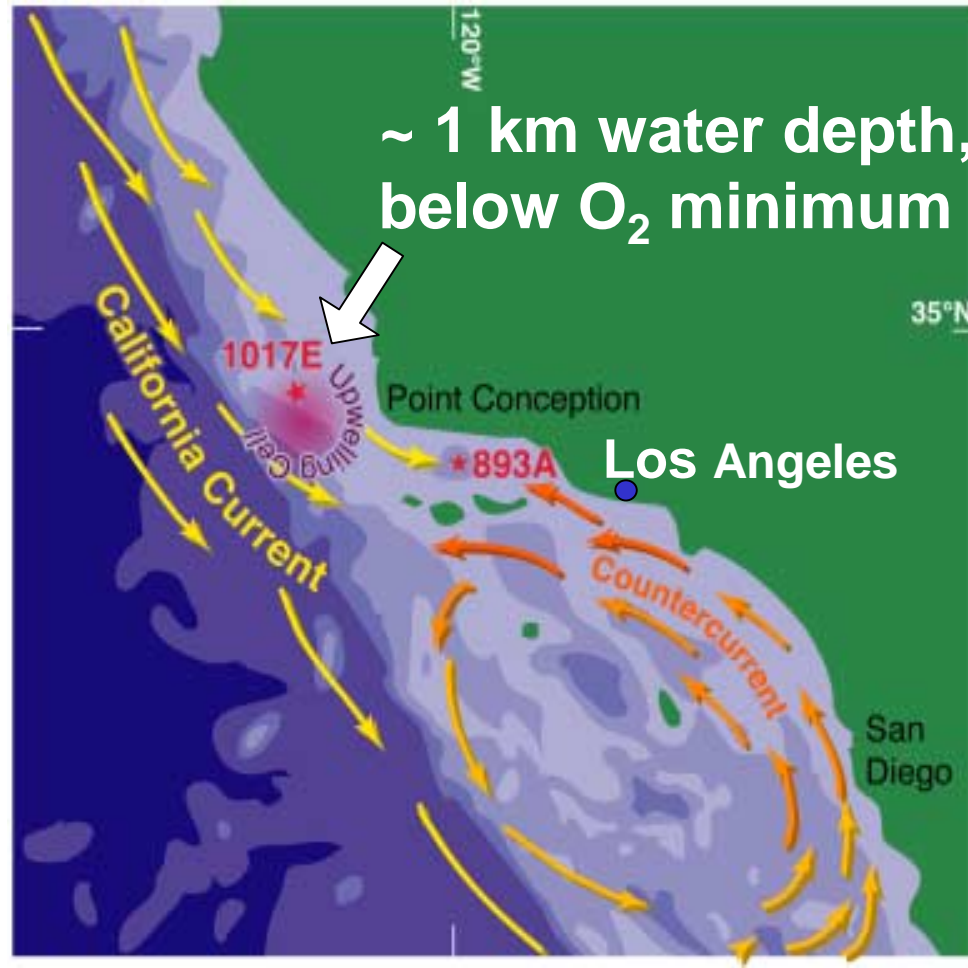 120°W
~ 1 km water depth,
below O₂ minimum
35°N
California Current
1017E
Upwelling Cell
Point Conception
893A
Los Angeles
Countercurrent
San
Diego